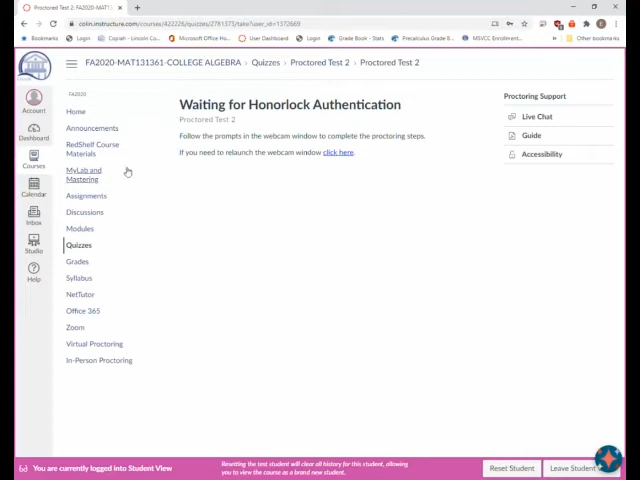 Proctored Test 2: FA2020-MAT131
colin.instructure.com/courses/422226/quizzes/2781373/take?user_id=1372669
Bookmarks
Login
Copiah - Lincoln Co...
Microsoft Office Ho...
User Dashboard
Login
Grade Book - Stats
Precalculus Grade B...
MSVCC Enrollment...
Other bookmarks
FA2020-MAT131361-COLLEGE ALGEBRA > Quizzes > Proctored Test 2 > Proctored Test 2
Account
Dashboard
Courses
Calendar
Inbox
Studio
Help
FA2020
Home
Announcements
RedShelf Course
Materials
MyLab and
Mastering
Assignments
Discussions
Modules
Quizzes
Grades
Syllabus
NetTutor
Office 365
Zoom
Virtual Proctoring
In-Person Proctoring
Waiting for Honorlock Authentication
Proctored Test 2
Follow the prompts in the webcam window to complete the proctoring steps.
If you need to relaunch the webcam window click here.
Proctoring Support
Live Chat
Guide
Accessibility
You are currently logged into Student View
Resetting the test student will clear all history for this student, allowing
you to view the course as a brand new student.
Reset Student
Leave Student